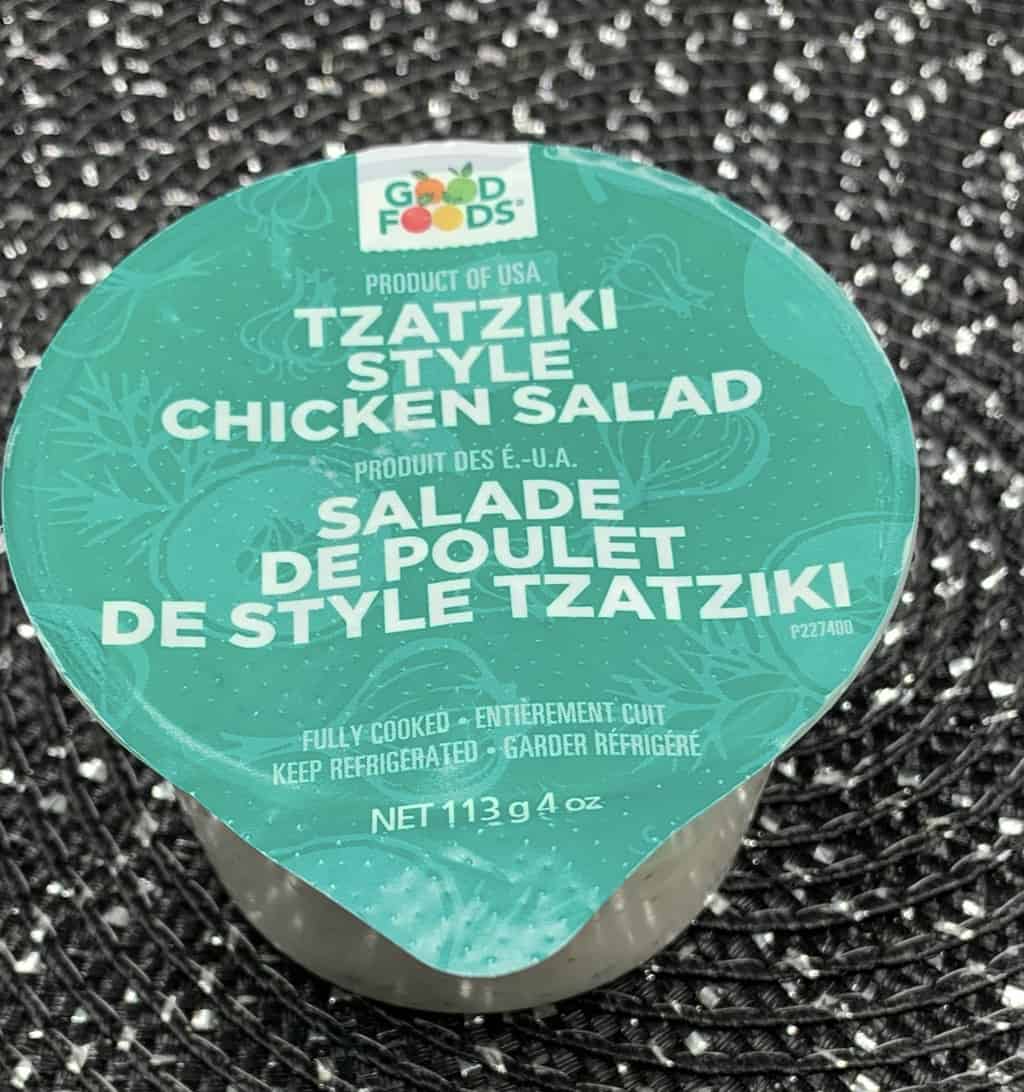 GOOD
FOODS®
PRODUCT OF USA
TZATZIKI
STYLE
CHICKEN SALAD
PRODUIT DES É.-U.A.
SALADE
DE POULET
DE STYLE TZATZIKI
P227400
FULLY COOKED • ENTIÈREMENT CUIT
KEEP REFRIGERATED • GARDER RÉFRIGÉRÉ
NET 113 g 4 oz